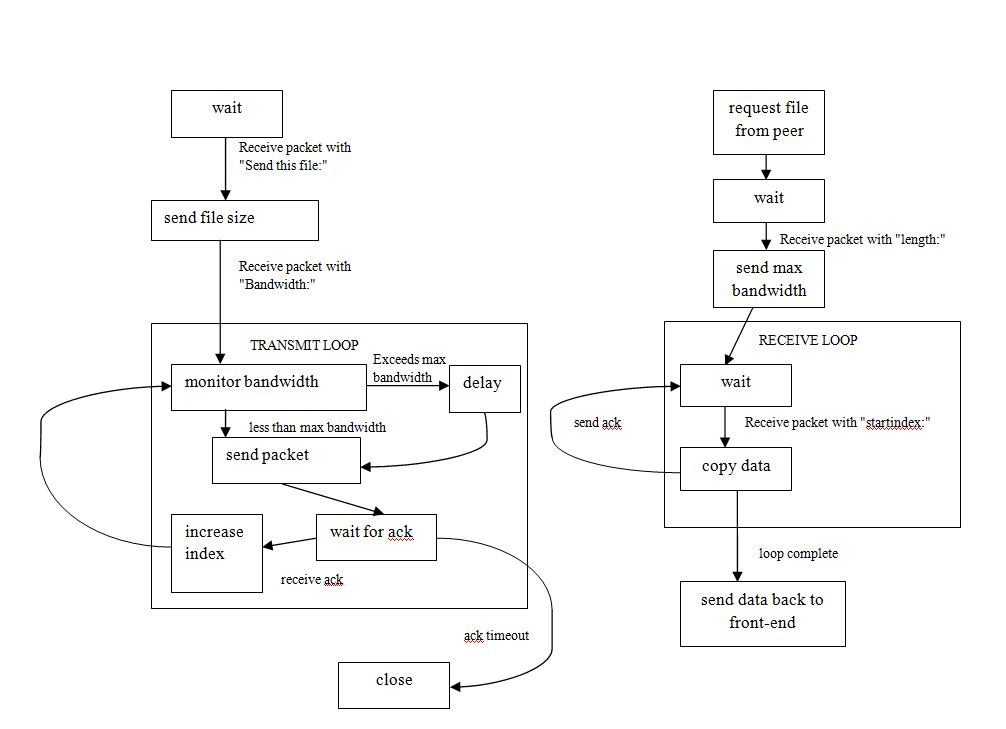 wait
Receive packet with
"Send this file:"
send file size
Receive packet with
"Bandwidth:"
TRANSMIT LOOP
monitor bandwidth
Exceeds max
bandwidth
delay
less than max bandwidth
send packet
wait for ack
increase
index
receive ack
ack timeout
close
request file
from peer
wait
Receive packet with "length:"
send max
bandwidth
RECEIVE LOOP
wait
send ack
Receive packet with "startindex:"
copy data
loop complete
send data back to
front-end